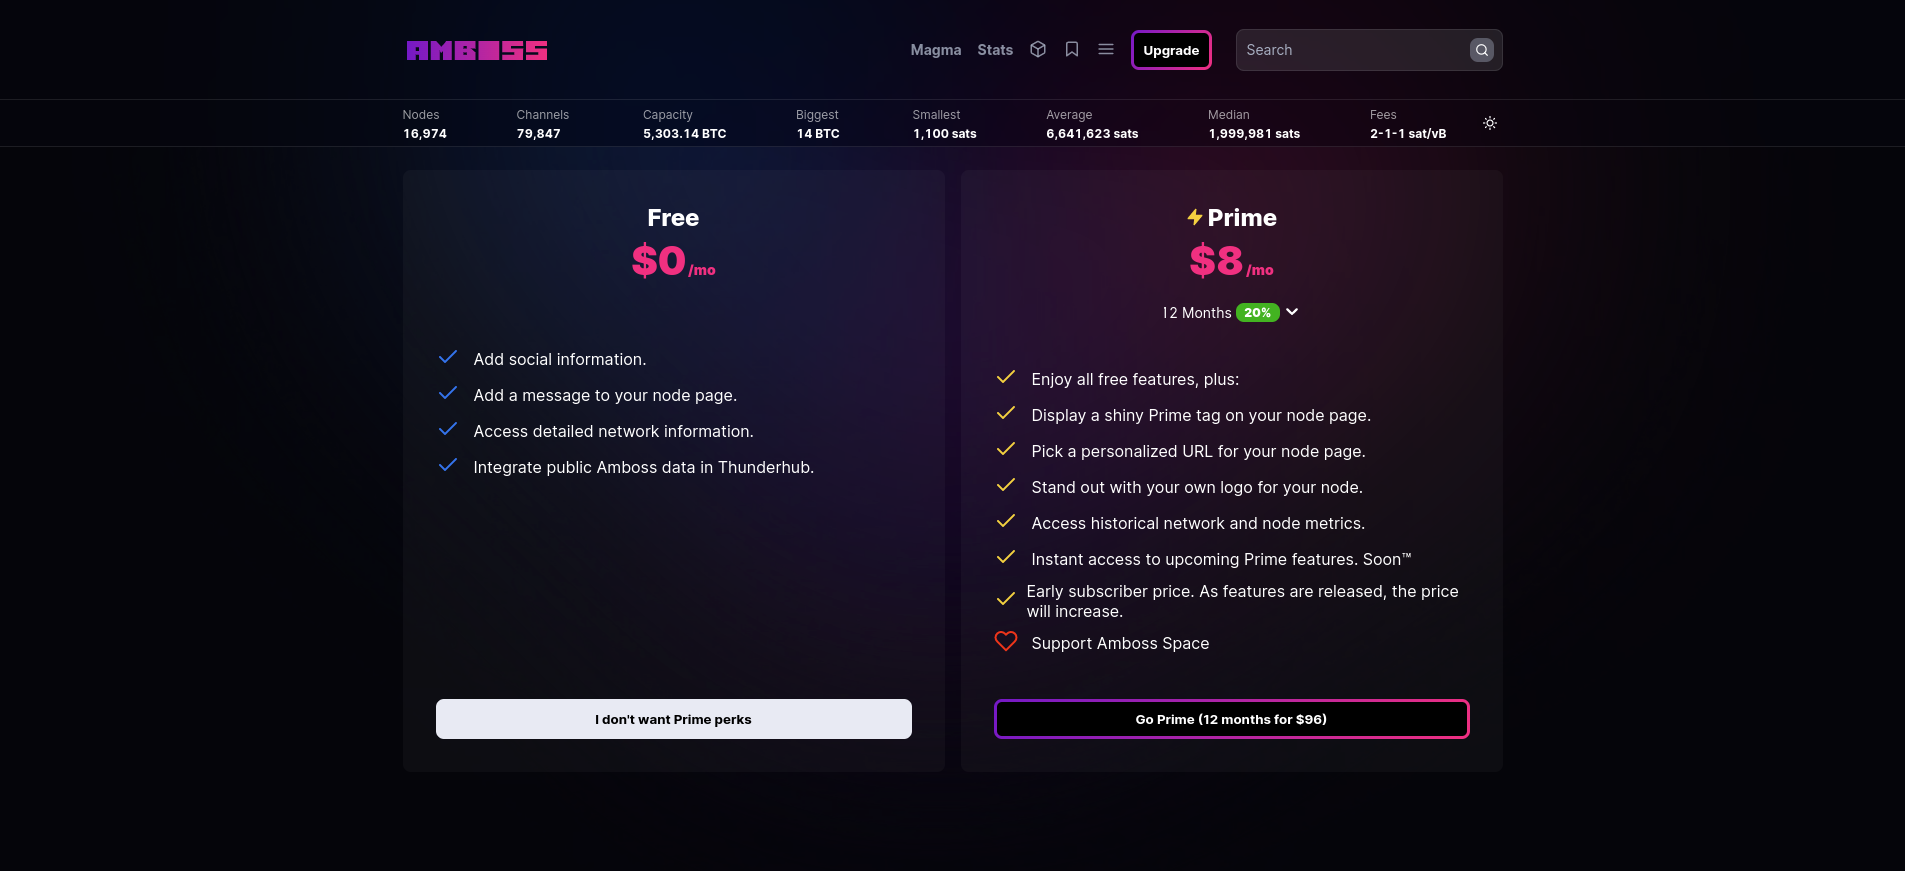 AMBOSS
Magma Stats Upgrade Search
Nodes Channels Capacity Biggest Smallest Average Median Fees
16,974 79,847 5,303.14 BTC 14 BTC 1,100 sats 6,641,623 sats 1,999,981 sats 2-1-1 sat/vB
Free
$0 /mo
Add social information.
Add a message to your node page.
Access detailed network information.
Integrate public Amboss data in Thunderhub.
I don't want Prime perks
Prime
$8 /mo
12 Months 20%
Enjoy all free features, plus:
Display a shiny Prime tag on your node page.
Pick a personalized URL for your node page.
Stand out with your own logo for your node.
Access historical network and node metrics.
Instant access to upcoming Prime features. Soon™
Early subscriber price. As features are released, the price
will increase.
Support Amboss Space
Go Prime (12 months for $96)